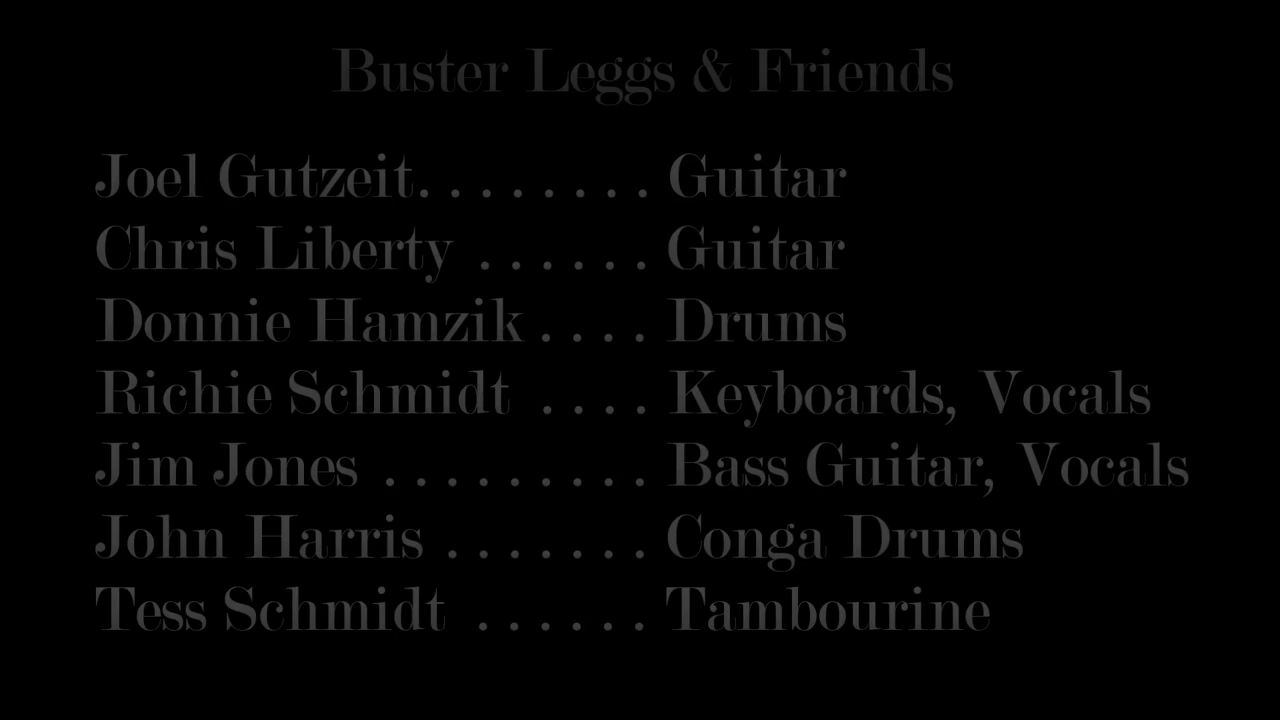 Buster Leggs & Friends
Joel Gutzeit. . . . . . . . Guitar
Chris Liberty . . . . . . Guitar
Donnie Hamzik . . . . Drums
Richie Schmidt . . . . Keyboards, Vocals
Jim Jones . . . . . . . . . Bass Guitar, Vocals
John Harris . . . . . . . Conga Drums
Tess Schmidt . . . . . . Tambourine